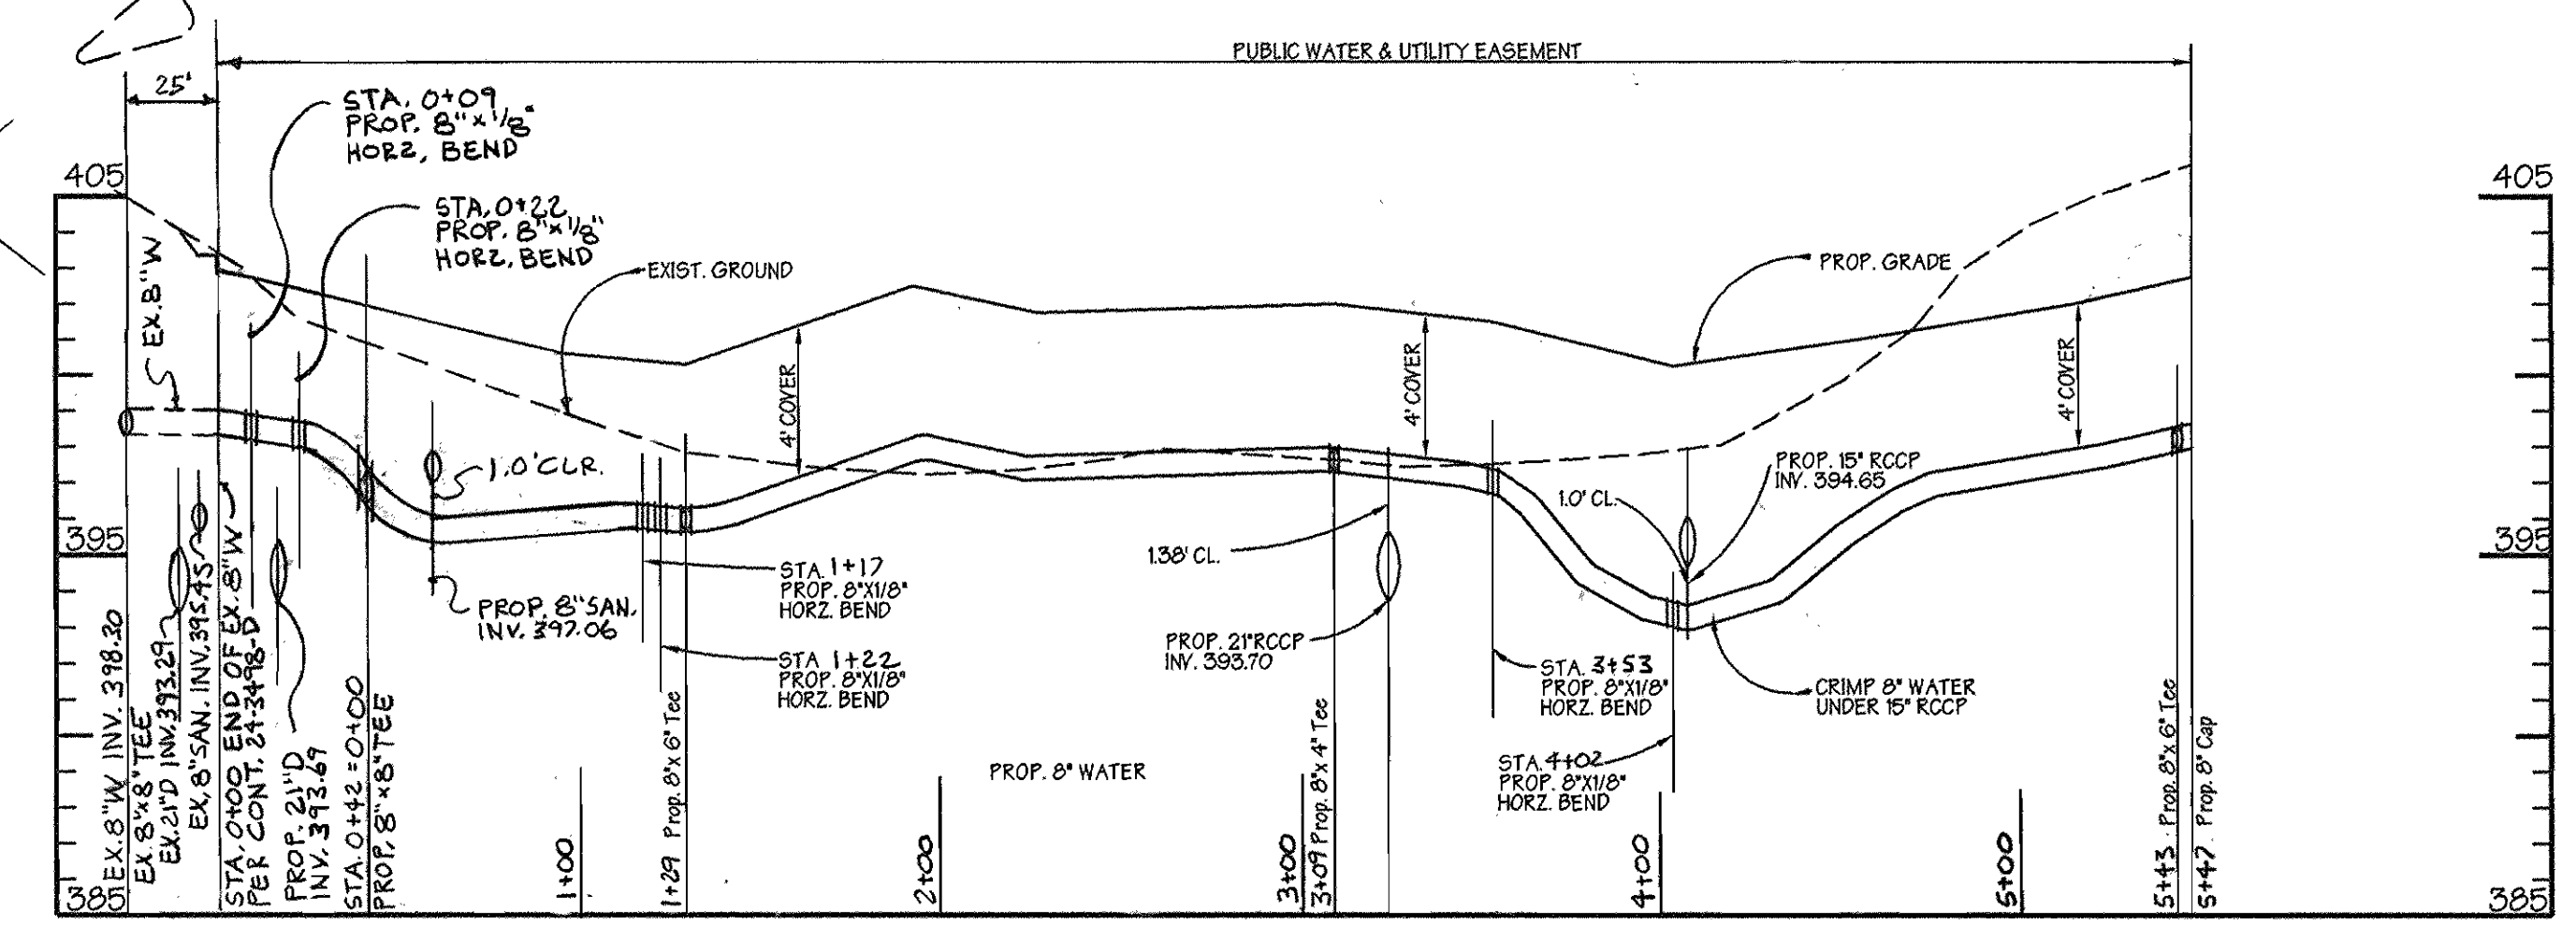 PUBLIC WATER & UTILITY EASEMENT
25'
STA. 0+09
PROP. 8"x1/8"
HORZ. BEND
405
405
STA. 0+22
PROP. 8"x1/8"
HORZ. BEND
EX. 8"W
EXIST. GROUND
PROP. GRADE
4' COVER
4' COVER
4' COVER
1.0' CLR.
PROP. 15" RCCP
INV. 394.65
1.0' CL.
395
395
1.38' CL.
STA. 1+17
PROP. 8"X1/8"
HORZ. BEND
PROP. 8" SAN.
INV. 397.06
PROP. 21"RCCP
INV. 393.70
STA 1+22
PROP. 8"X1/8"
HORZ. BEND
STA. 3+53
PROP. 8"X1/8"
HORZ. BEND
CRIMP 8" WATER
UNDER 15" RCCP
STA. 4+02
PROP. 8"X1/8"
HORZ. BEND
PROP. 8" WATER
EX. 8"W INV. 398.30
EX. 8"x8"TEE
EX. 21"D INV. 393.29
EX. 8"SAN. INV. 395.45
STA. 0+00 END OF EX. 8"W
PER CONT. 24-3498-D
PROP. 21"D
INV. 393.69
STA. 0+42 = 0+00
PROP. 8"x8"TEE
1+00
1+29 Prop. 8"x 6" Tee
2+00
3+00
3+09 Prop. 8"x 4" Tee
4+00
5+00
5+43 Prop. 8"x 6" Tee
5+47 Prop. 8" Cap
385
385